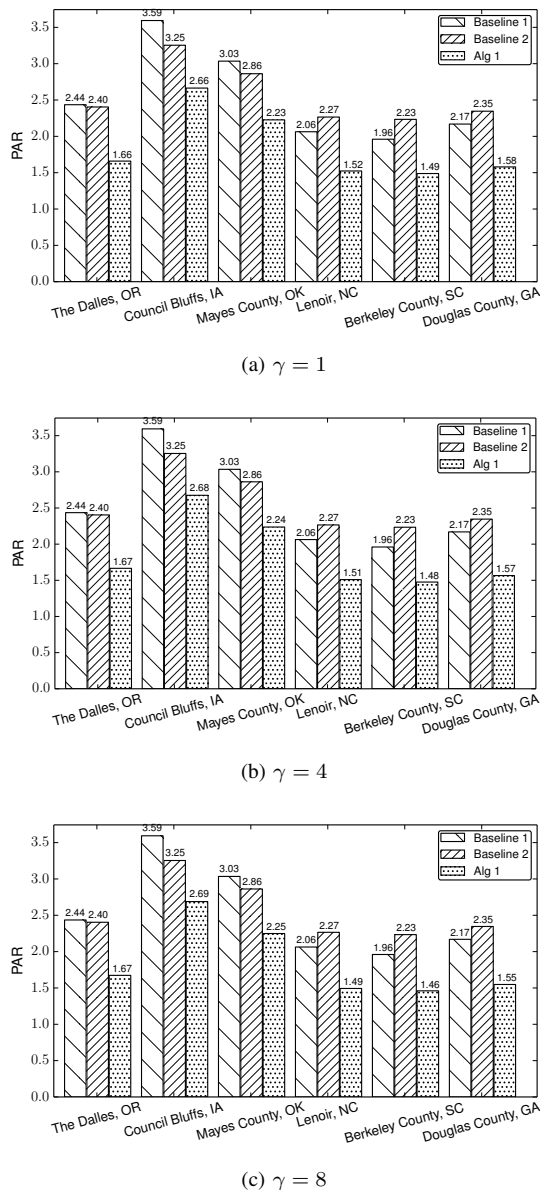 3.59
3.5
3.25
Baseline 1
3.03
Baseline 2
3.0
2.86
Alg 1
2.66
2.5
2.44 2.40
2.23
2.06
2.27
1.96
2.23
2.17
2.35
PAR
2.0
1.66
1.52
1.49
1.58
1.5
1.0
0.5
0.0
The Dalles, OR
Council Bluffs, IA
Mayes County, OK
Lenoir, NC
Berkeley County, SC
Douglas County, GA
(a) γ = 1
3.59
3.5
3.25
Baseline 1
3.03
Baseline 2
3.0
2.86
Alg 1
2.68
2.5
2.44 2.40
2.24
2.06
2.27
1.96
2.23
2.17
2.35
PAR
2.0
1.67
1.51
1.48
1.57
1.5
1.0
0.5
0.0
The Dalles, OR
Council Bluffs, IA
Mayes County, OK
Lenoir, NC
Berkeley County, SC
Douglas County, GA
(b) γ = 4
3.59
3.5
3.25
Baseline 1
3.03
Baseline 2
3.0
2.86
Alg 1
2.69
2.5
2.44 2.40
2.25
2.06
2.27
1.96
2.23
2.17
2.35
PAR
2.0
1.67
1.49
1.46
1.55
1.5
1.0
0.5
0.0
The Dalles, OR
Council Bluffs, IA
Mayes County, OK
Lenoir, NC
Berkeley County, SC
Douglas County, GA
(c) γ = 8